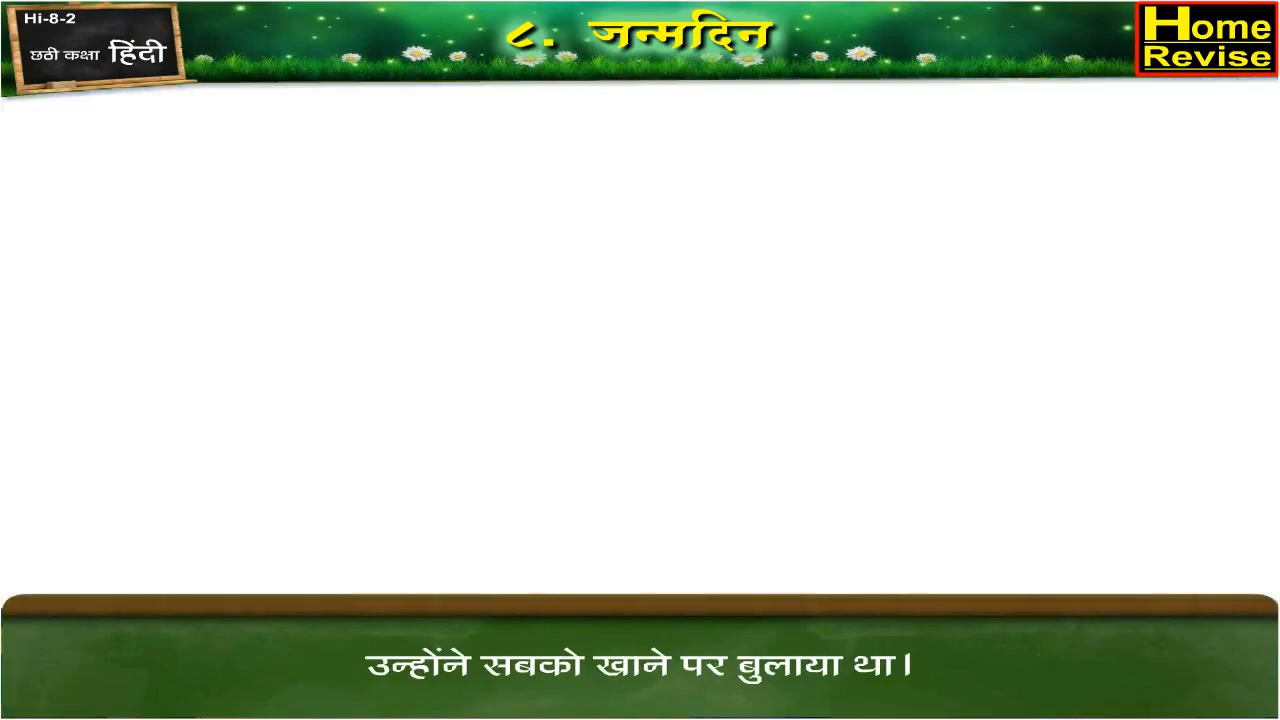 Hi-8-2
छठी कक्षा हिंदी
८. जन्मदिन
Home
Revise
उन्होंने सबको खाने पर बुलाया था।